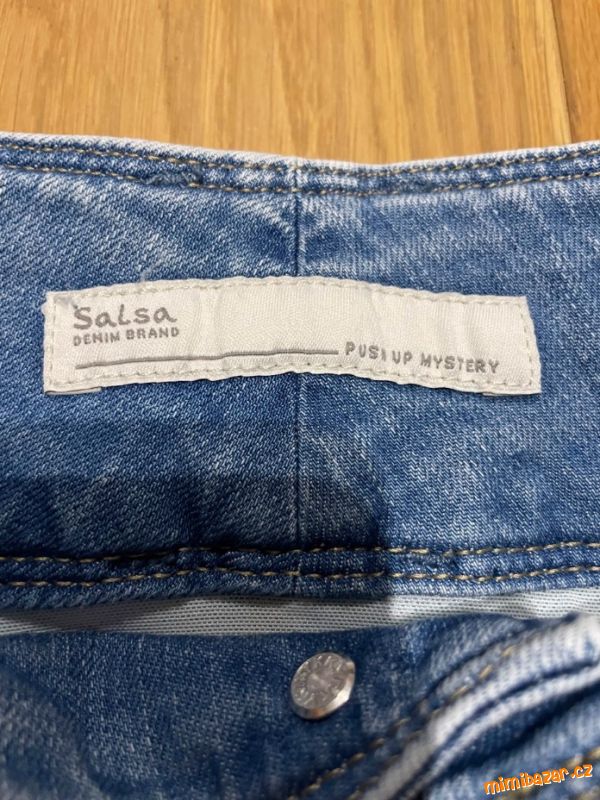 Salsa
DENIM BRAND
PUSH UP MYSTERY
mimibazar.cz